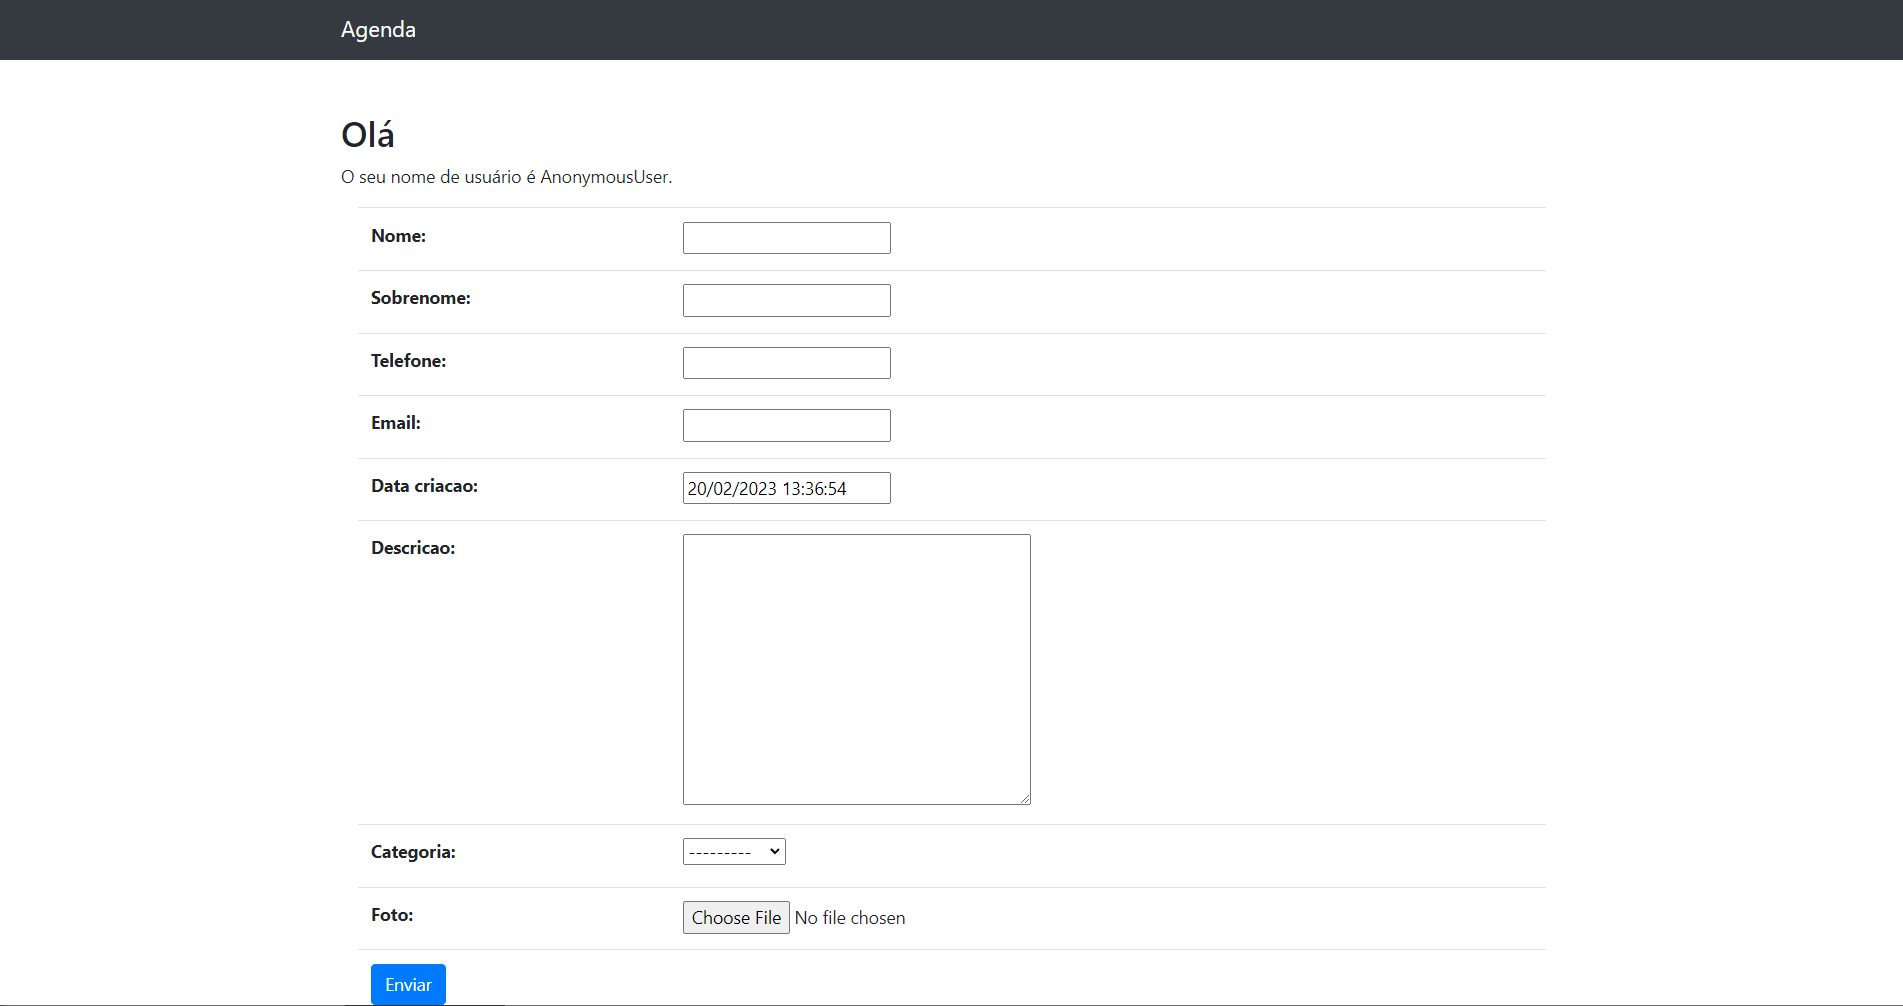 Agenda
Olá
O seu nome de usuário é AnonymousUser.
Nome:
Sobrenome:
Telefone:
Email:
Data criacao: 20/02/2023 13:36:54
Descricao:
Categoria: ---------
Foto: Choose File No file chosen
Enviar